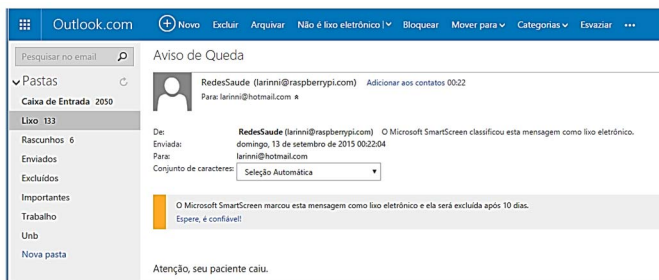 Outlook.com
Novo Excluir Arquivar Não é lixo eletrônico | Bloquear Mover para Categorias Esvaziar •••
Pesquisar no email
Pastas
Caixa de Entrada 2050
Lixo 133
Rascunhos 6
Enviados
Excluídos
Importantes
Trabalho
Unb
Nova pasta
Aviso de Queda
RedesSaude (larinni@raspberrypi.com) Adicionar aos contatos 00:22
Para: larinni@hotmail.com
De: RedesSaude (larinni@raspberrypi.com) O Microsoft SmartScreen classificou esta mensagem como lixo eletrônico.
Enviada: domingo, 13 de setembro de 2015 00:22:04
Para: larinni@hotmail.com
Conjunto de caracteres: Seleção Automática
O Microsoft SmartScreen marcou esta mensagem como lixo eletrônico e ela será excluída após 10 dias.
Espere, é confiável!
Atenção, seu paciente caiu.